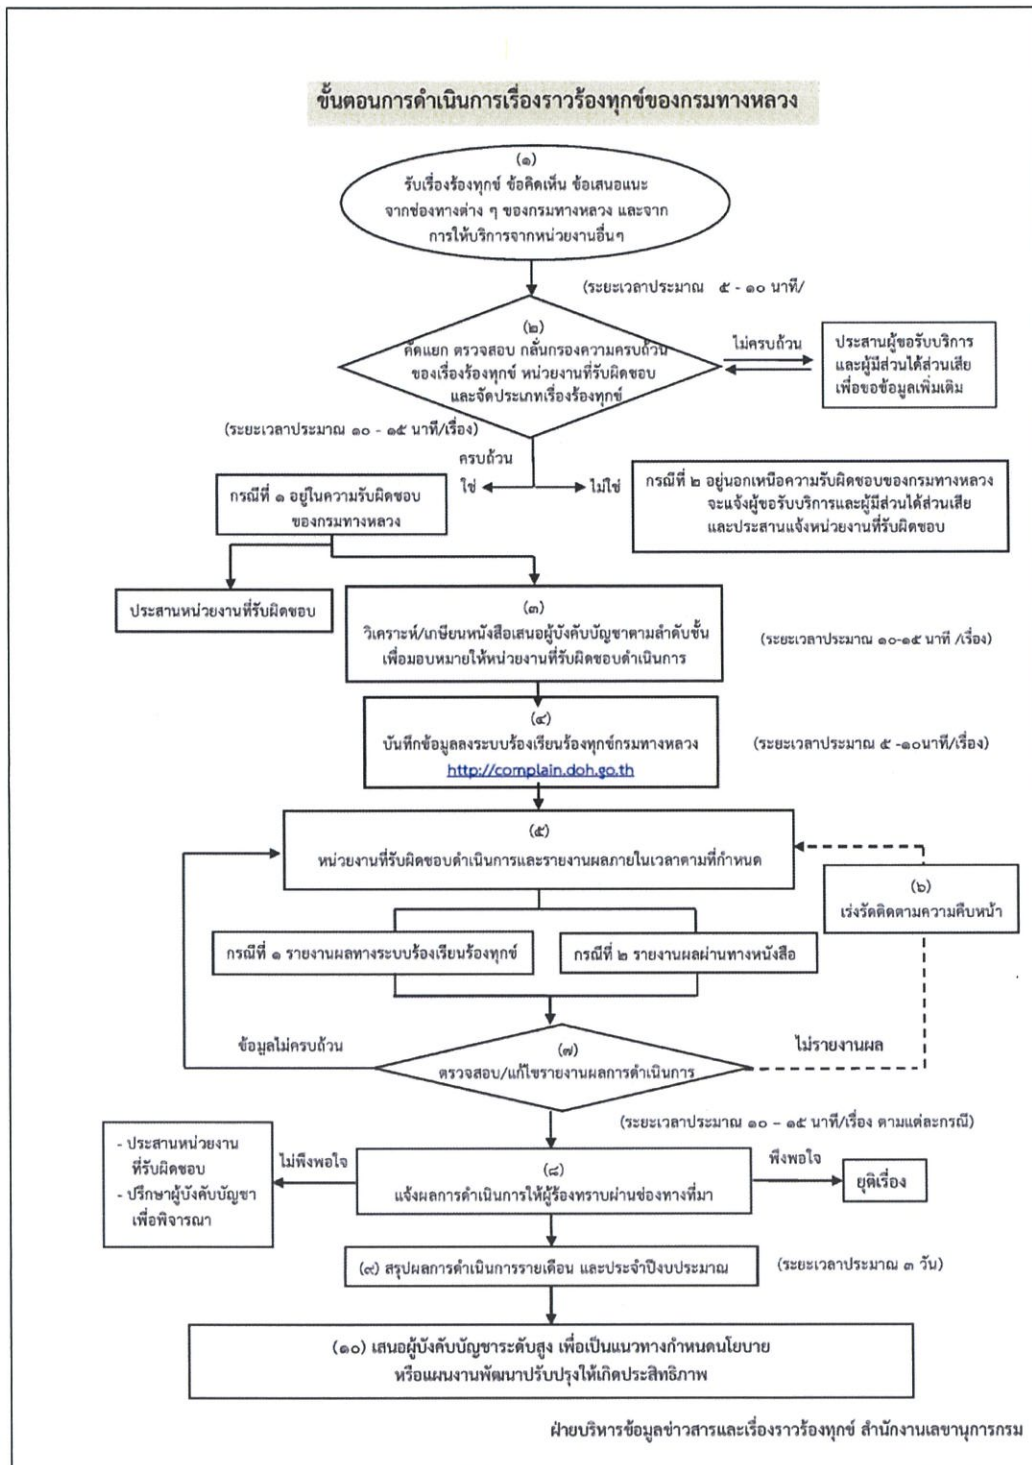 ขั้นตอนการดำเนินการเรื่องราวร้องทุกข์ของกรมทางหลวง
(๑)
รับเรื่องร้องทุกข์ ข้อคิดเห็น ข้อเสนอแนะ
จากช่องทางต่าง ๆ ของกรมทางหลวง และจาก
การให้บริการจากหน่วยงานอื่นๆ
(ระยะเวลาประมาณ ๕ - ๑๐ นาที/
(๒)
คัดแยก ตรวจสอบ กลั่นกรองความครบถ้วน
ของเรื่องร้องทุกข์ หน่วยงานที่รับผิดชอบ
และจัดประเภทเรื่องร้องทุกข์
ไม่ครบถ้วน
ประสานผู้ขอรับบริการ
และผู้มีส่วนได้ส่วนเสีย
เพื่อขอข้อมูลเพิ่มเติม
(ระยะเวลาประมาณ ๑๐ - ๑๕ นาที/เรื่อง)
ครบถ้วน
ใช่
ไม่ใช่
กรณีที่ ๑ อยู่ในความรับผิดชอบ
ของกรมทางหลวง
กรณีที่ ๒ อยู่นอกเหนือความรับผิดชอบของกรมทางหลวง
จะแจ้งผู้ขอรับบริการและผู้มีส่วนได้ส่วนเสีย
และประสานแจ้งหน่วยงานที่รับผิดชอบ
ประสานหน่วยงานที่รับผิดชอบ
(๓)
วิเคราะห์/เกษียนหนังสือเสนอผู้บังคับบัญชาตามลำดับชั้น
เพื่อมอบหมายให้หน่วยงานที่รับผิดชอบดำเนินการ
(ระยะเวลาประมาณ ๑๐-๑๕ นาที /เรื่อง)
(๔)
บันทึกข้อมูลลงระบบร้องเรียนร้องทุกข์กรมทางหลวง
http://complain.doh.go.th
(ระยะเวลาประมาณ ๕ -๑๐นาที/เรื่อง)
(๕)
หน่วยงานที่รับผิดชอบดำเนินการและรายงานผลภายในเวลาตามที่กำหนด
(๖)
เร่งรัดติดตามความคืบหน้า
กรณีที่ ๑ รายงานผลทางระบบร้องเรียนร้องทุกข์
กรณีที่ ๒ รายงานผลผ่านทางหนังสือ
ข้อมูลไม่ครบถ้วน
(๗)
ตรวจสอบ/แก้ไขรายงานผลการดำเนินการ
ไม่รายงานผล
(ระยะเวลาประมาณ ๑๐ – ๑๕ นาที/เรื่อง ตามแต่ละกรณี)
- ประสานหน่วยงาน
ที่รับผิดชอบ
- ปรึกษาผู้บังคับบัญชา
เพื่อพิจารณา
ไม่พึงพอใจ
(๘)
แจ้งผลการดำเนินการให้ผู้ร้องทราบผ่านช่องทางที่มา
พึงพอใจ
ยุติเรื่อง
(๙) สรุปผลการดำเนินการรายเดือน และประจำปีงบประมาณ
(ระยะเวลาประมาณ ๓ วัน)
(๑๐) เสนอผู้บังคับบัญชาระดับสูง เพื่อเป็นแนวทางกำหนดนโยบาย
หรือแผนงานพัฒนาปรับปรุงให้เกิดประสิทธิภาพ
ฝ่ายบริหารข้อมูลข่าวสารและเรื่องราวร้องทุกข์ สำนักงานเลขานุการกรม